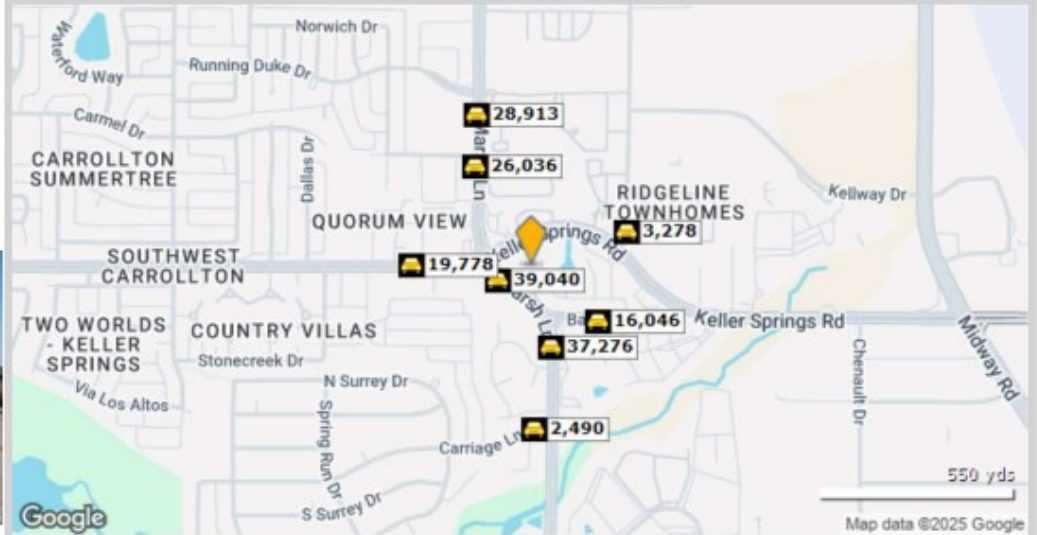 Norwich Dr
Waterford Way
Running Duke Dr
28,913
Carmel Dr
26,036
CARROLLTON
SUMMERTREE
Dallas Dr
RIDGELINE
TOWNHOMES
Kellway Dr
QUORUM VIEW
3,278
Keller Springs Rd
SOUTHWEST
CARROLLTON
19,778
39,040
Marsh Ln
TWO WORLDS
- KELLER
SPRINGS
COUNTRY VILLAS
16,046
Keller Springs Rd
37,276
Stonecreek Dr
Chenault Dr
Midway Rd
N Surrey Dr
Via Los Altos
Spring Run Dr
2,490
Carriage Ln
S Surrey Dr
550 yds
Google
Map data ©2025 Google